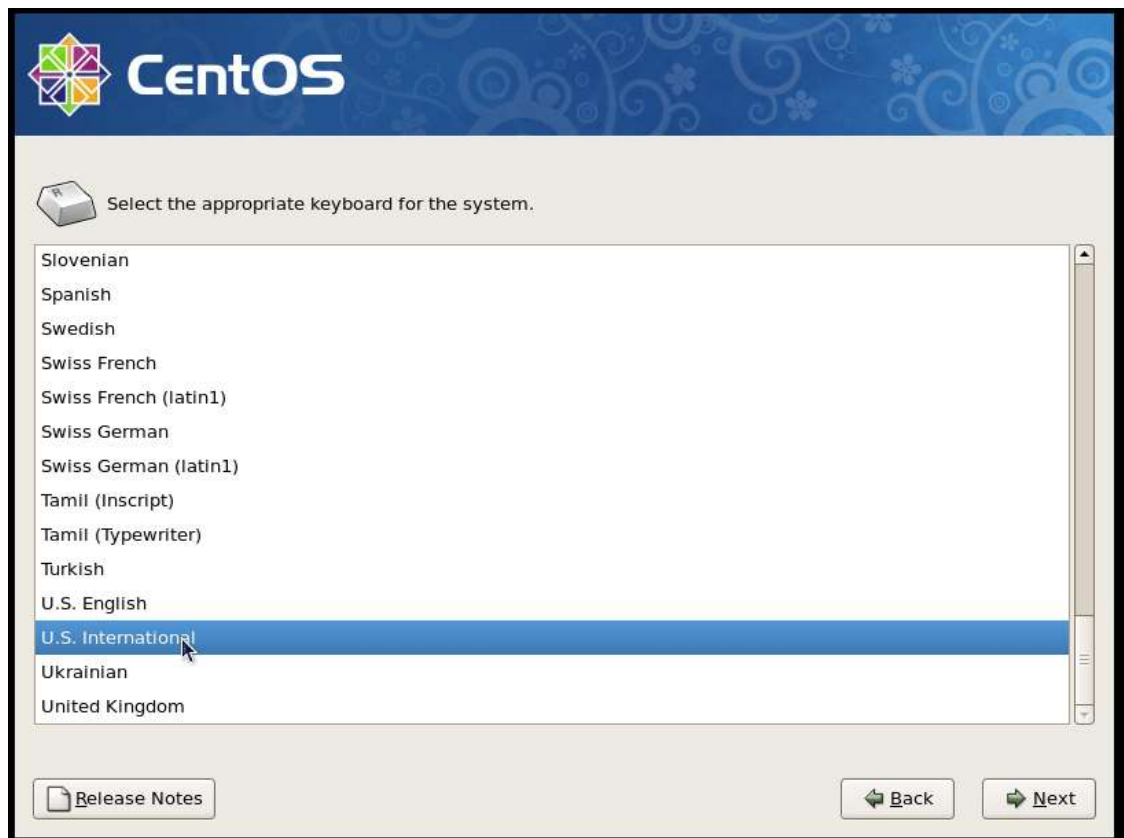 CentOS
R
Select the appropriate keyboard for the system.
Slovenian
Spanish
Swedish
Swiss French
Swiss French (latin1)
Swiss German
Swiss German (latin1)
Tamil (Inscript)
Tamil (Typewriter)
Turkish
U.S. English
U.S. International
Ukrainian
United Kingdom
Release Notes
Back
Next